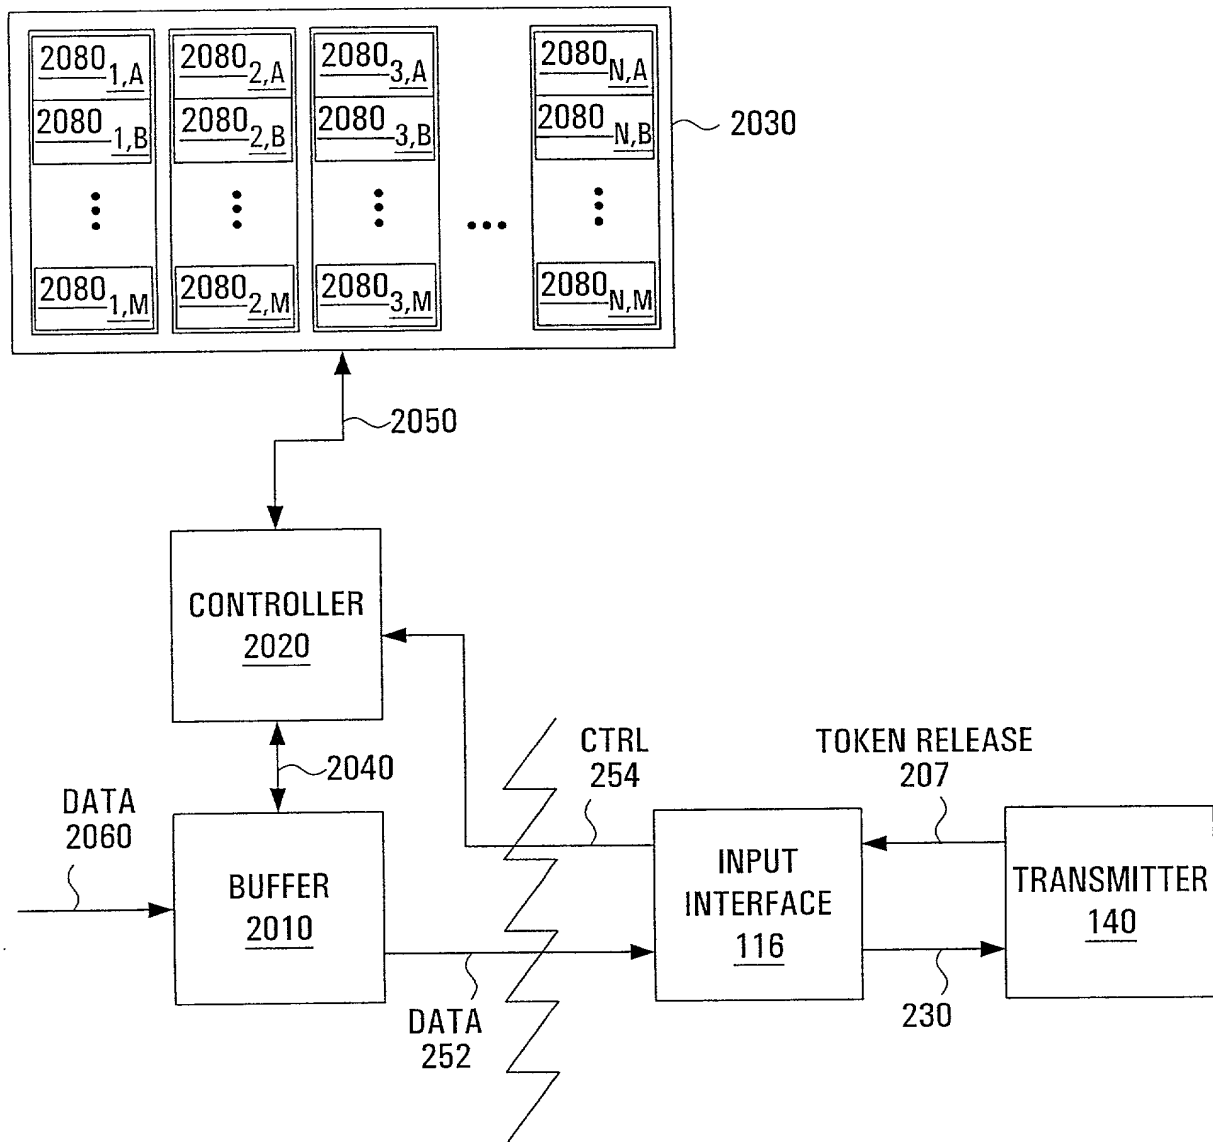 2080 1,A 2080 2,A 2080 3,A 2080 N,A
2080 1,B 2080 2,B 2080 3,B 2080 N,B
2030
2080 1,M 2080 2,M 2080 3,M 2080 N,M
2050
CONTROLLER
2020
2040
CTRL
254
TOKEN RELEASE
207
DATA
2060
BUFFER
2010
INPUT
INTERFACE
116
TRANSMITTER
140
DATA
252
230